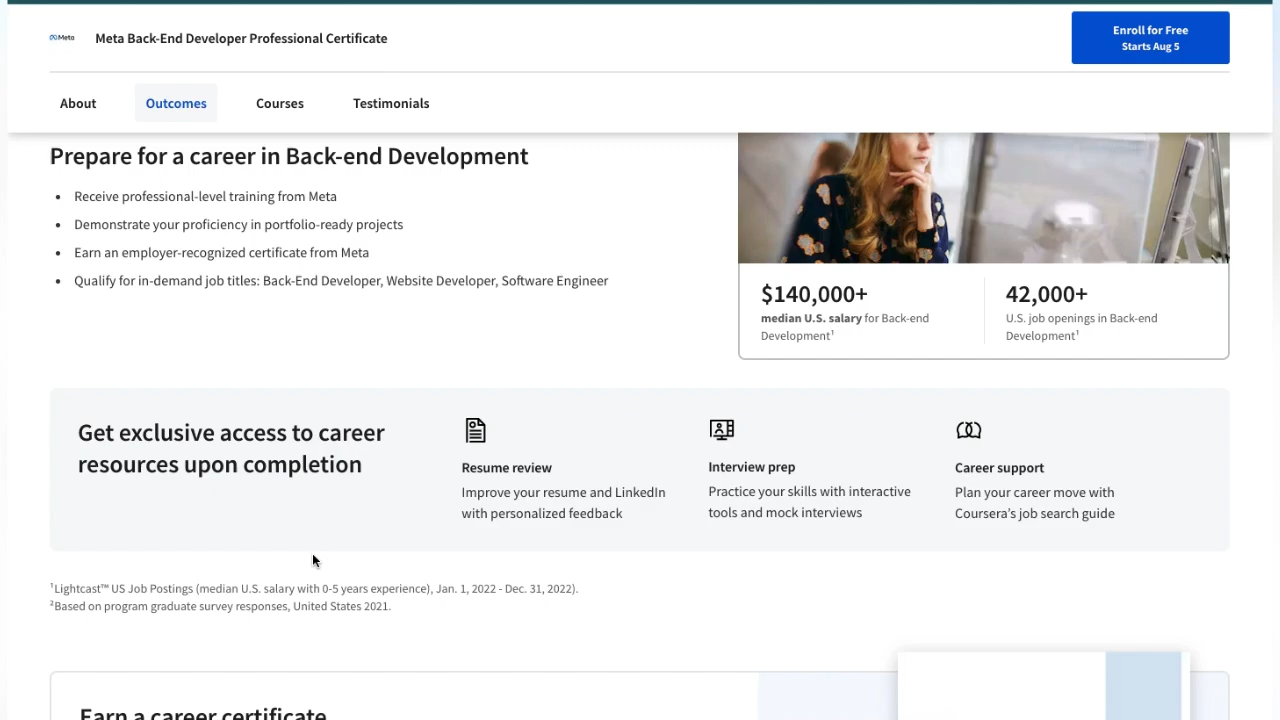 Meta
Meta Back-End Developer Professional Certificate
Enroll for Free
Starts Aug 5
About
Outcomes
Courses
Testimonials
Prepare for a career in Back-end Development
• Receive professional-level training from Meta
• Demonstrate your proficiency in portfolio-ready projects
• Earn an employer-recognized certificate from Meta
• Qualify for in-demand job titles: Back-End Developer, Website Developer, Software Engineer
$140,000+
median U.S. salary for Back-end
Development¹
42,000+
U.S. job openings in Back-end
Development¹
Get exclusive access to career
resources upon completion
Resume review
Improve your resume and LinkedIn
with personalized feedback
Interview prep
Practice your skills with interactive
tools and mock interviews
Career support
Plan your career move with
Coursera's job search guide
¹Lightcast™ US Job Postings (median U.S. salary with 0-5 years experience), Jan. 1, 2022 - Dec. 31, 2022).
²Based on program graduate survey responses, United States 2021.
Earn a career certificate